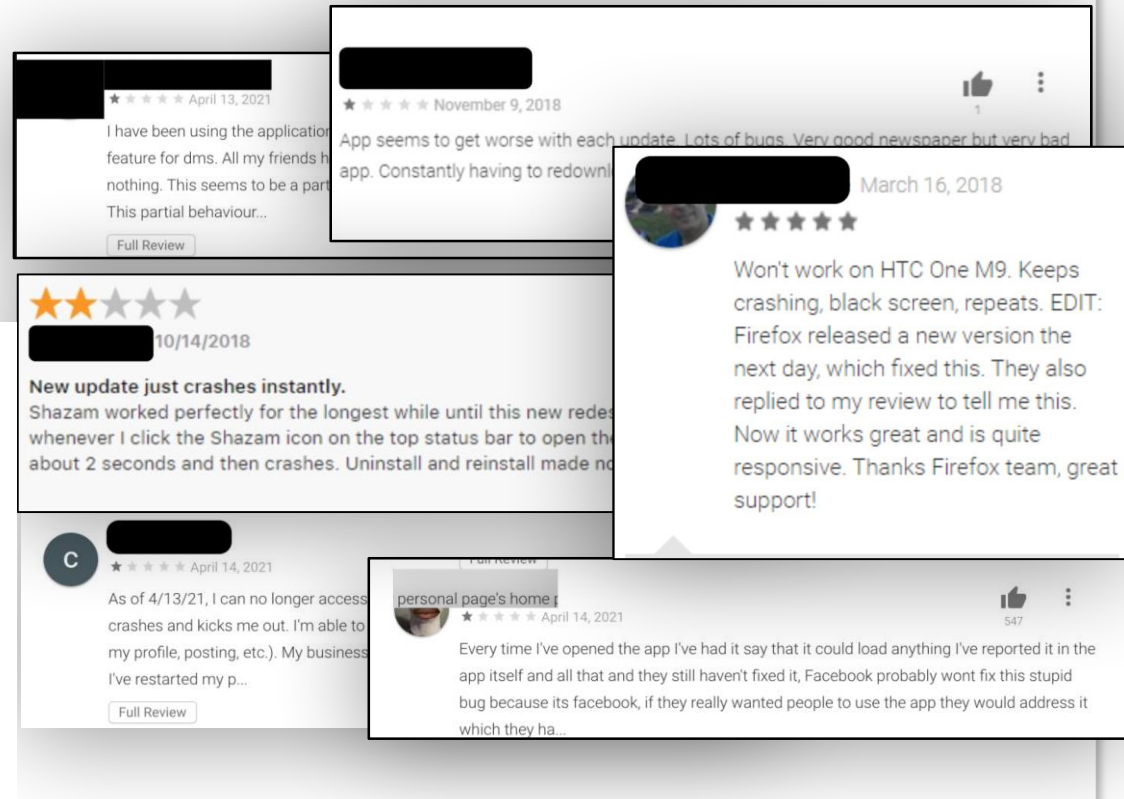 April 13, 2021
I have been using the application
feature for dms. All my friends h
nothing. This seems to be a part
This partial behaviour...
Full Review
November 9, 2018
1
App seems to get worse with each update. Lots of bugs. Very good newspaper but very bad
app. Constantly having to redownl
March 16, 2018
Won't work on HTC One M9. Keeps
crashing, black screen, repeats. EDIT:
Firefox released a new version the
next day, which fixed this. They also
replied to my review to tell me this.
Now it works great and is quite
responsive. Thanks Firefox team, great
support!
10/14/2018
New update just crashes instantly.
Shazam worked perfectly for the longest while until this new redes
whenever I click the Shazam icon on the top status bar to open the
about 2 seconds and then crashes. Uninstall and reinstall made no
C
April 14, 2021
As of 4/13/21, I can no longer access
crashes and kicks me out. I'm able to
my profile, posting, etc.). My business
I've restarted my p...
Full Review
Full Review
personal page's home p
April 14, 2021
547
Every time I've opened the app I've had it say that it could load anything I've reported it in the
app itself and all that and they still haven't fixed it, Facebook probably wont fix this stupid
bug because its facebook, if they really wanted people to use the app they would address it
which they ha...